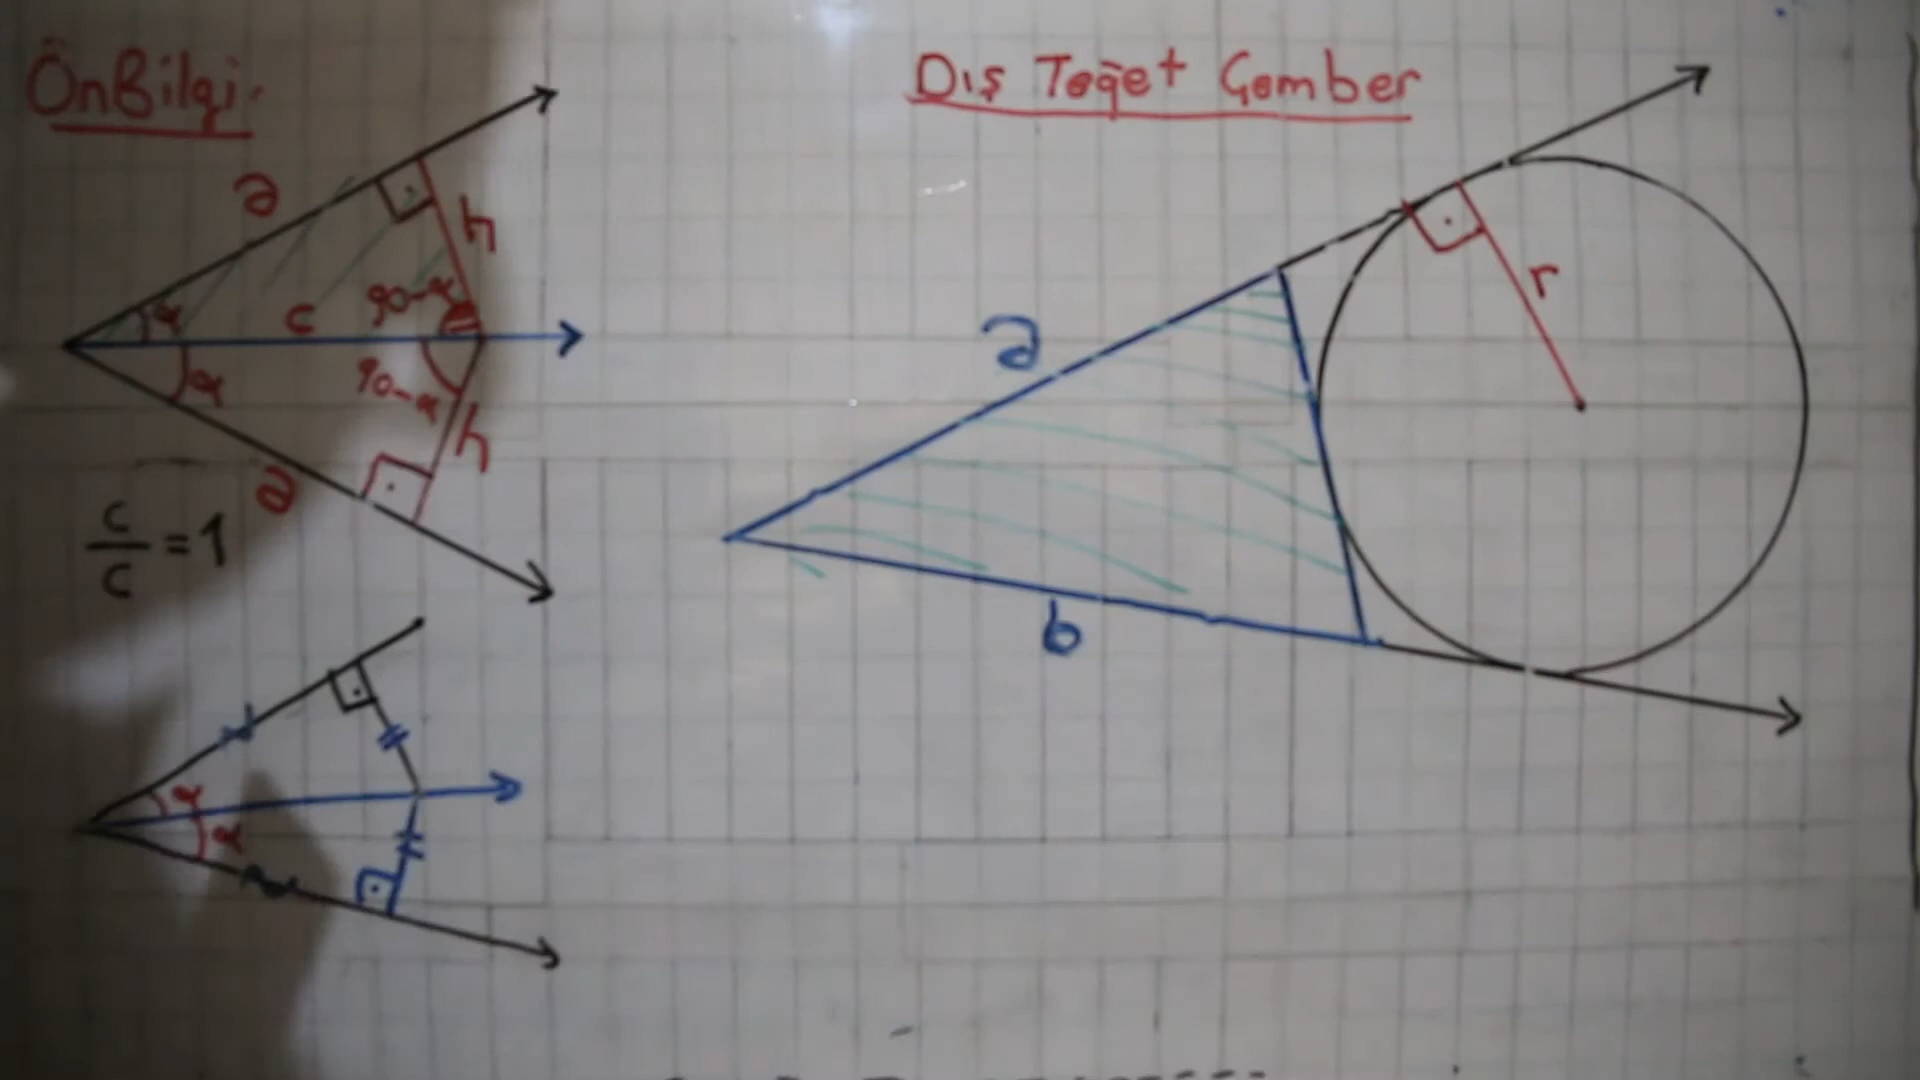 ÖnBilgi.
a
h
α
c
90-α
α
90-α
h
a
c/c = 1
α
α
Dış Teğet Çember
r
a
b